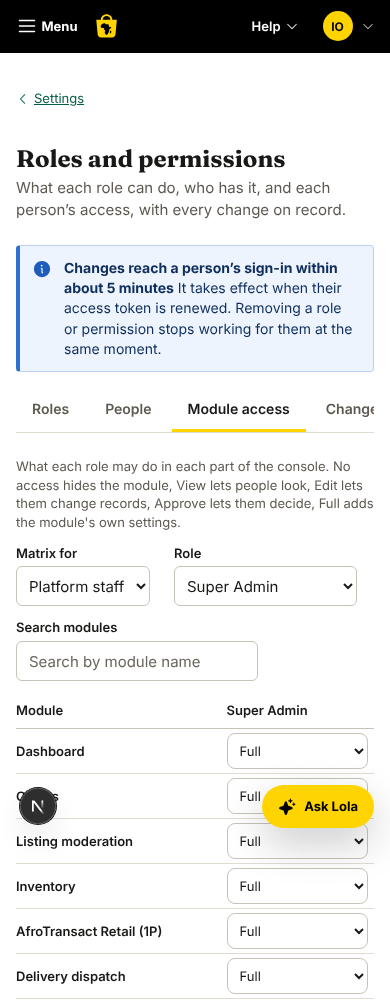 Menu
Help
IO
Settings
Roles and permissions
What each role can do, who has it, and each
person's access, with every change on record.
Changes reach a person's sign-in within
about 5 minutes It takes effect when their
access token is renewed. Removing a role
or permission stops working for them at the
same moment.
Roles
People
Module access
Change
What each role may do in each part of the console. No
access hides the module, View lets people look, Edit lets
them change records, Approve lets them decide, Full adds
the module's own settings.
Matrix for
Role
Platform staff
Super Admin
Search modules
Search by module name
Module
Super Admin
Dashboard
Full
N
Full
Ask Lola
Listing moderation
Full
Inventory
Full
AfroTransact Retail (1P)
Full
Delivery dispatch
Full